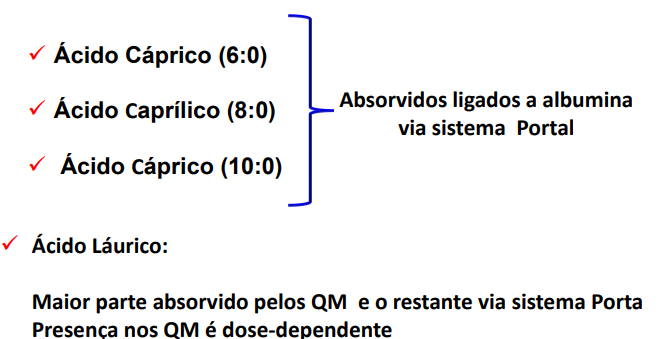 Ácido Cáprico (6:0)
Ácido Caprílico (8:0)
Ácido Cáprico (10:0)
Absorvidos ligados a albumina
via sistema Portal
Ácido Láurico:
Maior parte absorvido pelos QM e o restante via sistema Porta
Presença nos QM é dose-dependente